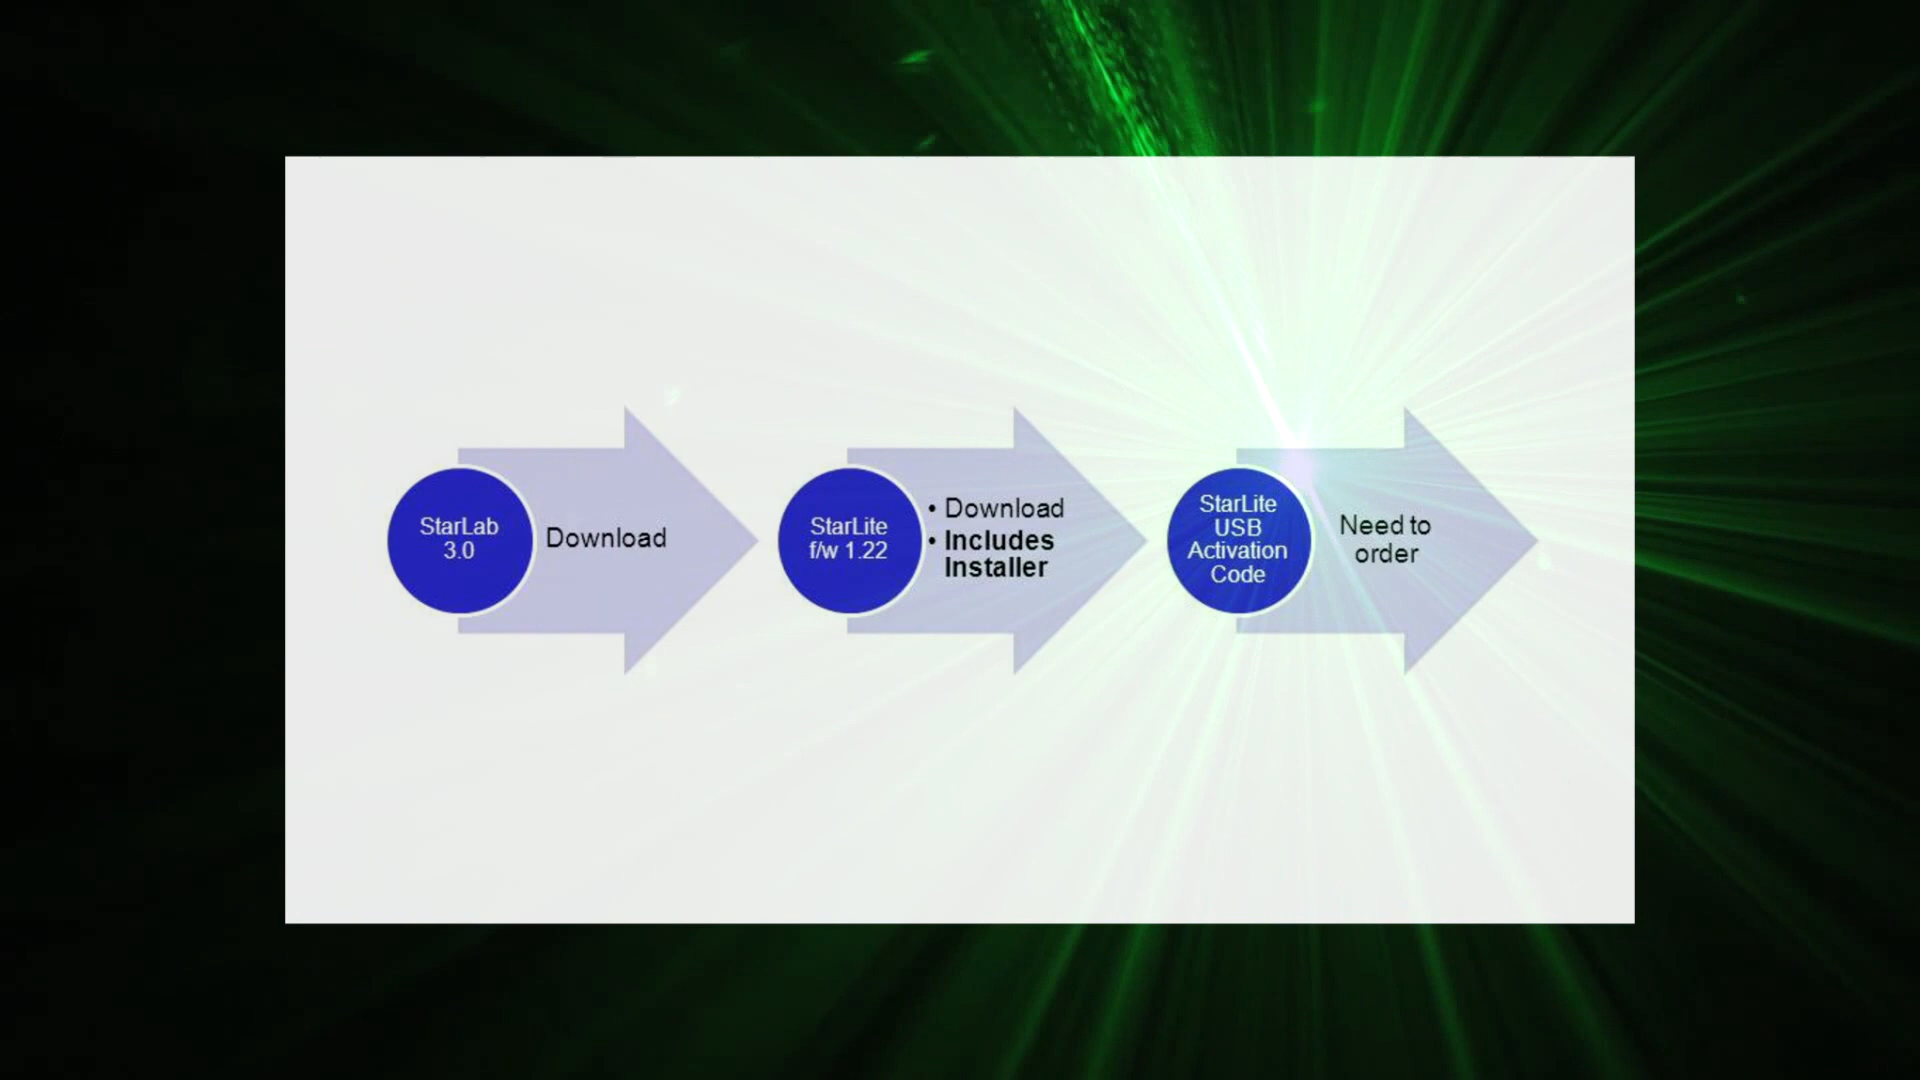 StarLab
3.0
Download
StarLite
f/w 1.22
• Download
• Includes
Installer
StarLite
USB
Activation
Code
Need to
order